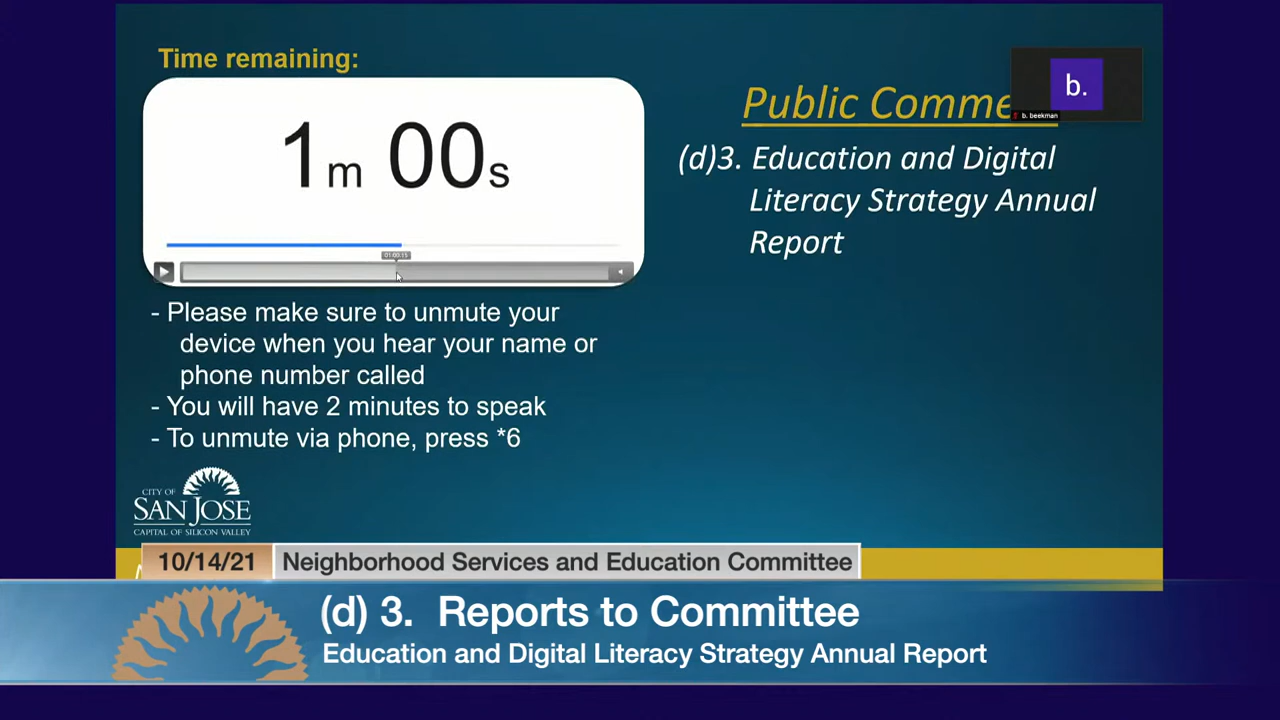 Time remaining:
1m 00s
01:00.15
- Please make sure to unmute your
device when you hear your name or
phone number called
- You will have 2 minutes to speak
- To unmute via phone, press *6
Public Comme
b.
b. beekman
(d)3. Education and Digital
Literacy Strategy Annual
Report
CITY OF
SAN JOSE
CAPITAL OF SILICON VALLEY
10/14/21 Neighborhood Services and Education Committee
(d) 3. Reports to Committee
Education and Digital Literacy Strategy Annual Report